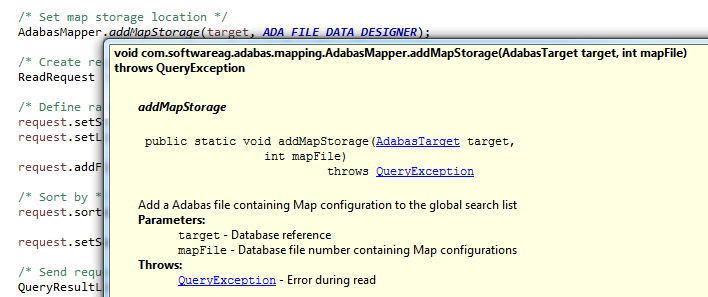 /* Set map storage location */
AdabasMapper.addMapStorage(target, ADA FILE DATA DESIGNER);
/* Create re
ReadRequest
/* Define ra
request.setS
request.setL
request.addF
/* Sort by *
request.sort
request.setS
/* Send requ
QueryResultL
void com.softwareag.adabas.mapping.AdabasMapper.addMapStorage(AdabasTarget target, int mapFile)
throws QueryException
addMapStorage
public static void addMapStorage(AdabasTarget target,
int mapFile)
throws QueryException
Add a Adabas file containing Map configuration to the global search list
Parameters:
target - Database reference
mapFile - Database file number containing Map configurations
Throws:
QueryException - Error during read